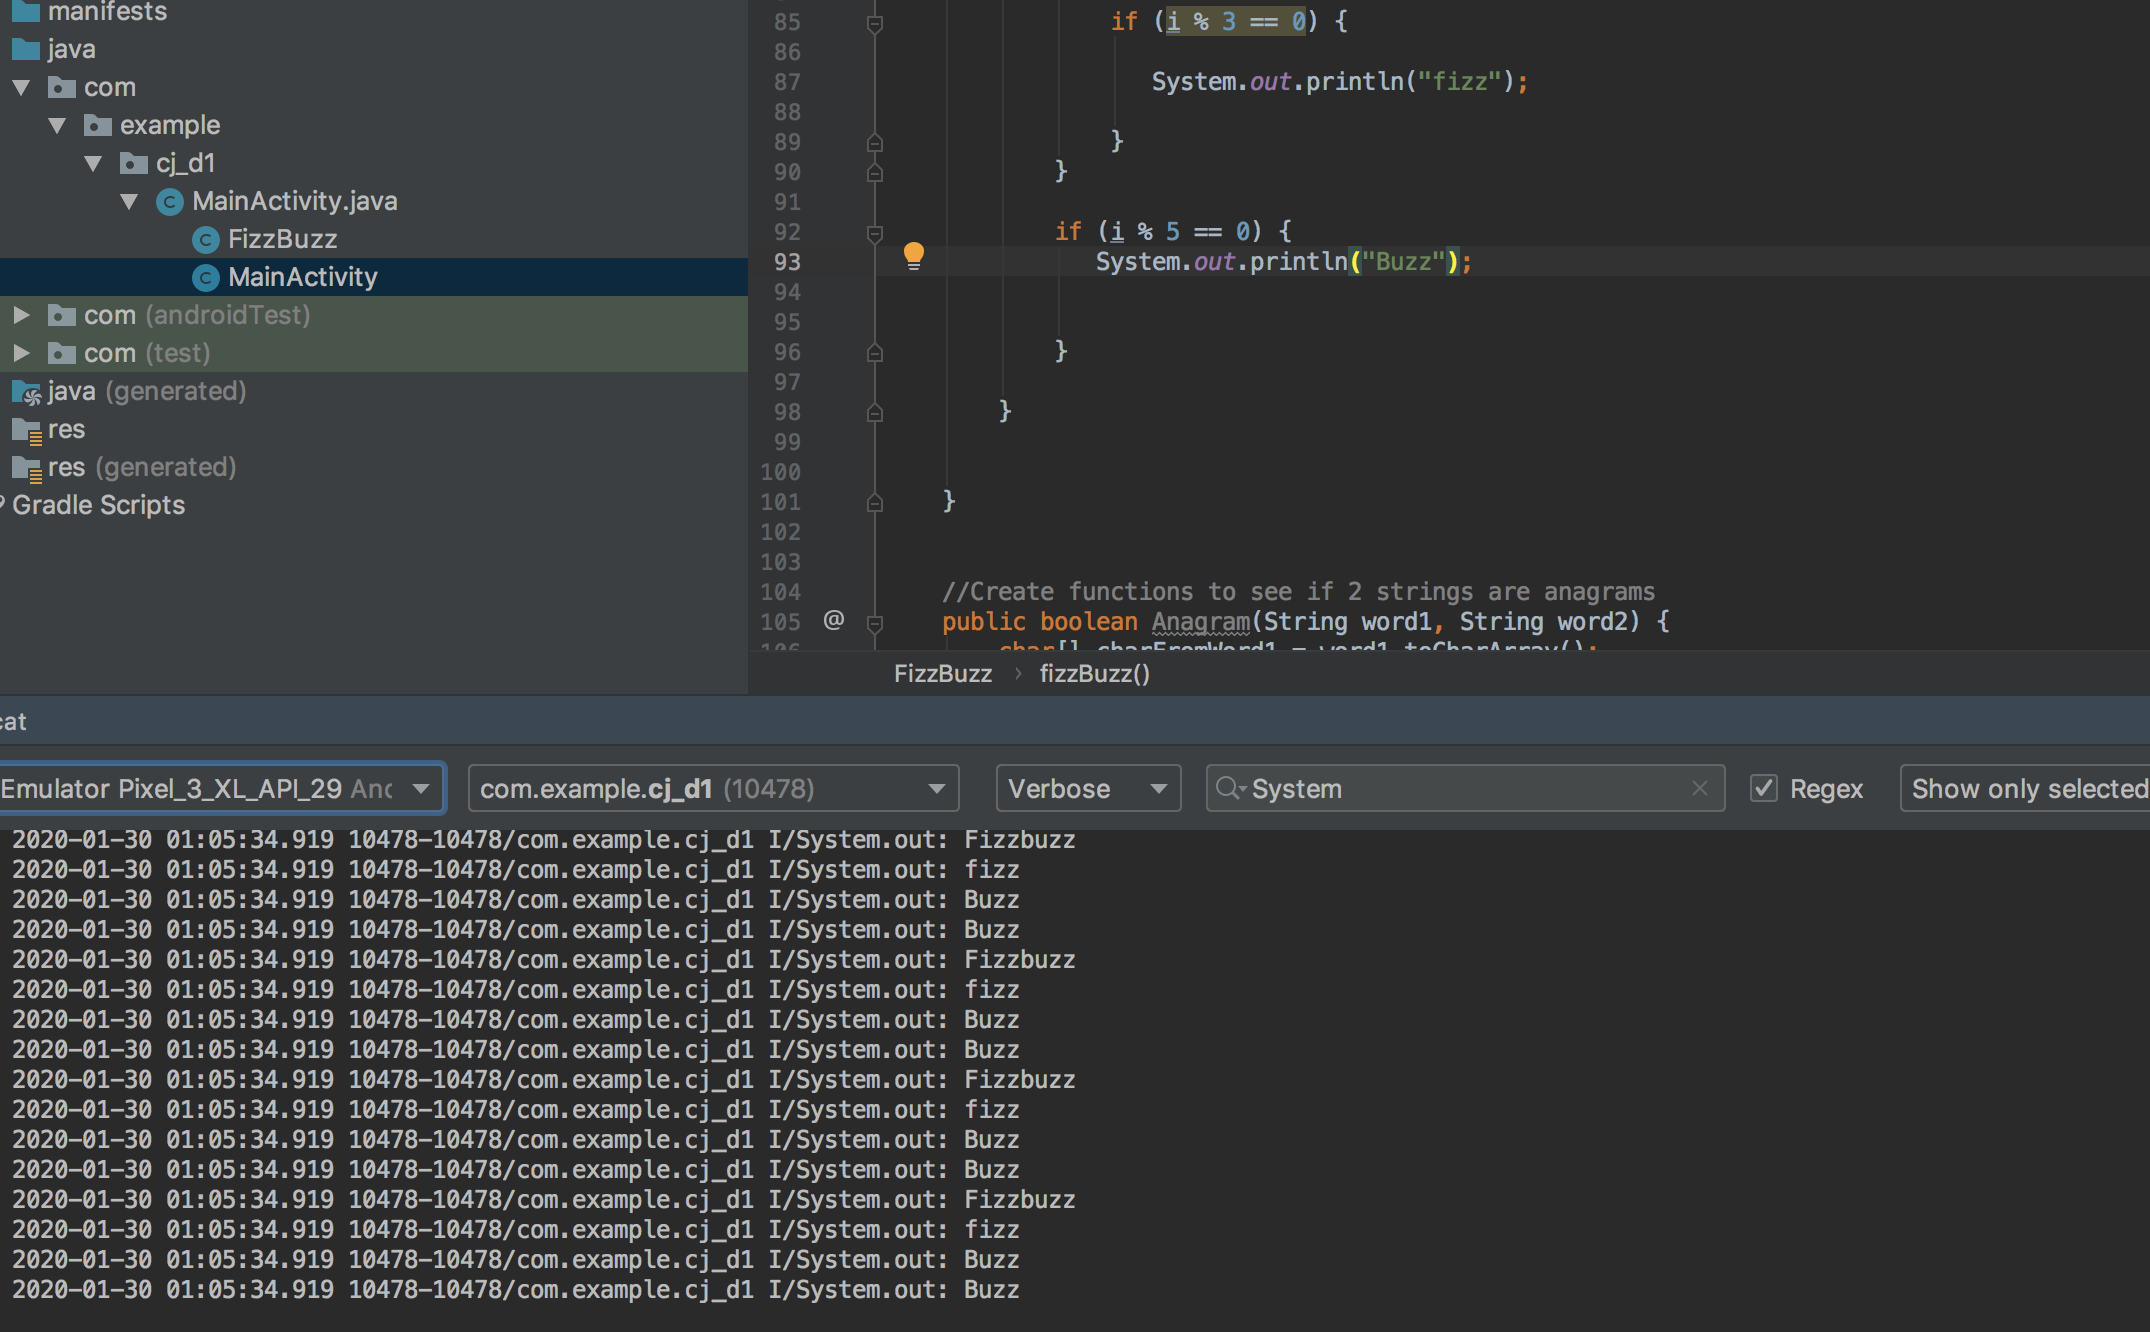 manifests
java
com
example
cj_d1
MainActivity.java
FizzBuzz
MainActivity
com (androidTest)
com (test)
java (generated)
res
res (generated)
Gradle Scripts
85 if (i % 3 == 0) {
86
87 System.out.println("fizz");
88
89 }
90 }
91
92 if (i % 5 == 0) {
93 System.out.println("Buzz");
94
95
96 }
97
98 }
99
100
101 }
102
103
104 //Create functions to see if 2 strings are anagrams
105 @ public boolean Anagram(String word1, String word2) {
106 char[] charFromWord1 = word1.toCharArray();
FizzBuzz › fizzBuzz()
cat
Emulator Pixel_3_XL_API_29 Anc com.example.cj_d1 (10478) Verbose System Regex Show only selected
2020-01-30 01:05:34.919 10478-10478/com.example.cj_d1 I/System.out: Fizzbuzz
2020-01-30 01:05:34.919 10478-10478/com.example.cj_d1 I/System.out: fizz
2020-01-30 01:05:34.919 10478-10478/com.example.cj_d1 I/System.out: Buzz
2020-01-30 01:05:34.919 10478-10478/com.example.cj_d1 I/System.out: Buzz
2020-01-30 01:05:34.919 10478-10478/com.example.cj_d1 I/System.out: Fizzbuzz
2020-01-30 01:05:34.919 10478-10478/com.example.cj_d1 I/System.out: fizz
2020-01-30 01:05:34.919 10478-10478/com.example.cj_d1 I/System.out: Buzz
2020-01-30 01:05:34.919 10478-10478/com.example.cj_d1 I/System.out: Buzz
2020-01-30 01:05:34.919 10478-10478/com.example.cj_d1 I/System.out: Fizzbuzz
2020-01-30 01:05:34.919 10478-10478/com.example.cj_d1 I/System.out: fizz
2020-01-30 01:05:34.919 10478-10478/com.example.cj_d1 I/System.out: Buzz
2020-01-30 01:05:34.919 10478-10478/com.example.cj_d1 I/System.out: Buzz
2020-01-30 01:05:34.919 10478-10478/com.example.cj_d1 I/System.out: Fizzbuzz
2020-01-30 01:05:34.919 10478-10478/com.example.cj_d1 I/System.out: fizz
2020-01-30 01:05:34.919 10478-10478/com.example.cj_d1 I/System.out: Buzz
2020-01-30 01:05:34.919 10478-10478/com.example.cj_d1 I/System.out: Buzz